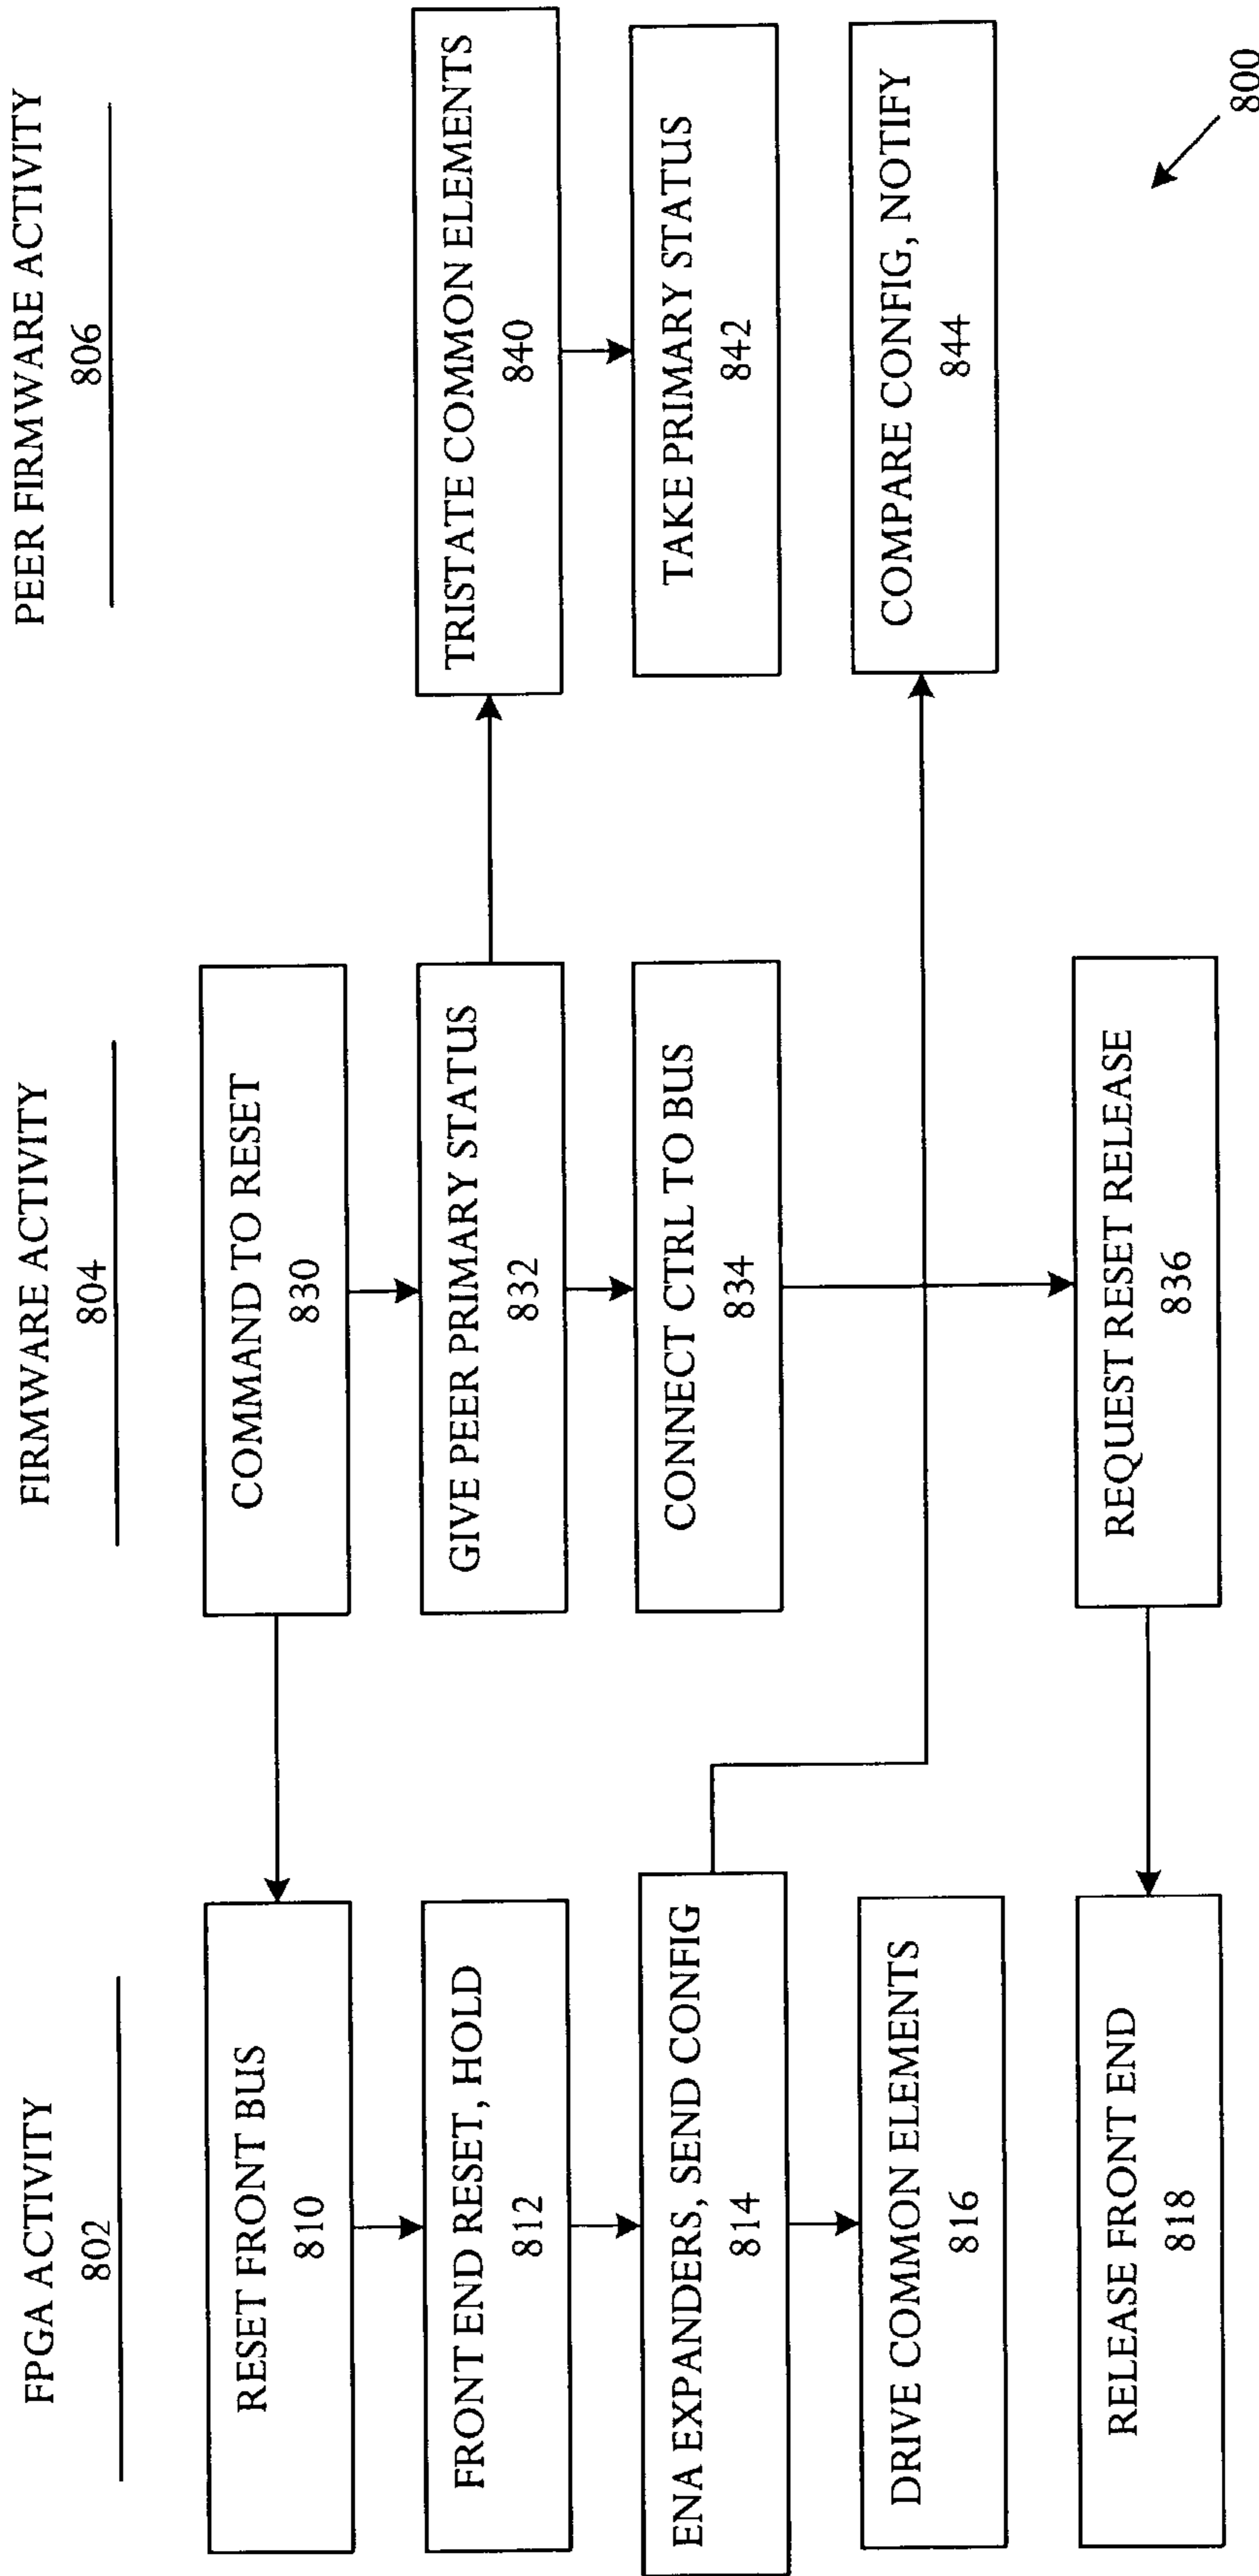 FPGA ACTIVITY
802
RESET FRONT BUS
810
FRONT END RESET, HOLD
812
ENA EXPANDERS, SEND CONFIG
814
DRIVE COMMON ELEMENTS
816
RELEASE FRONT END
818
FIRMWARE ACTIVITY
804
COMMAND TO RESET
830
GIVE PEER PRIMARY STATUS
832
CONNECT CTRL TO BUS
834
REQUEST RESET RELEASE
836
PEER FIRMWARE ACTIVITY
806
TRISTATE COMMON ELEMENTS
840
TAKE PRIMARY STATUS
842
COMPARE CONFIG, NOTIFY
844
800